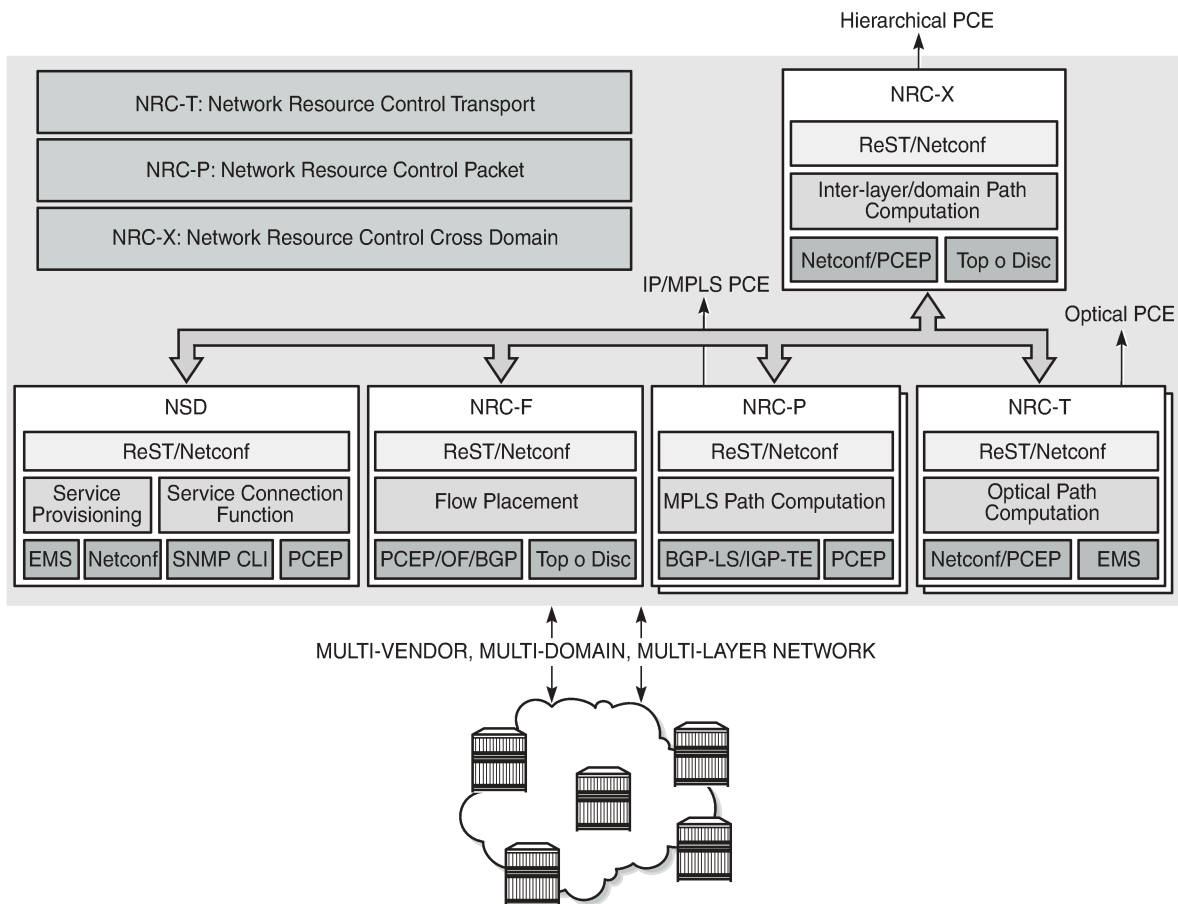 Hierarchical PCE
NRC-T: Network Resource Control Transport
NRC-P: Network Resource Control Packet
NRC-X: Network Resource Control Cross Domain
NRC-X
ReST/Netconf
Inter-layer/domain Path
Computation
Netconf/PCEP
Top o Disc
IP/MPLS PCE
Optical PCE
NSD
ReST/Netconf
Service
Provisioning
Service Connection
Function
EMS
Netconf
SNMP CLI
PCEP
NRC-F
ReST/Netconf
Flow Placement
PCEP/OF/BGP
Top o Disc
NRC-P
ReST/Netconf
MPLS Path Computation
BGP-LS/IGP-TE
PCEP
NRC-T
ReST/Netconf
Optical Path
Computation
Netconf/PCEP
EMS
MULTI-VENDOR, MULTI-DOMAIN, MULTI-LAYER NETWORK